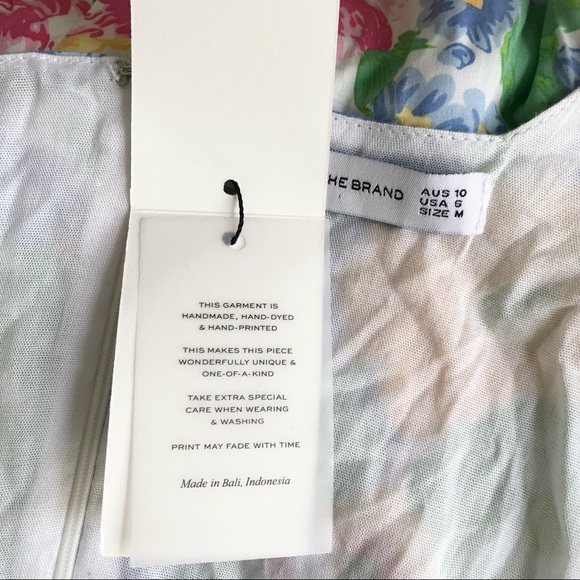 HE BRAND
AUS 10
USA 6
SIZE M
THIS GARMENT IS
HANDMADE, HAND-DYED
& HAND-PRINTED
THIS MAKES THIS PIECE
WONDERFULLY UNIQUE &
ONE-OF-A-KIND
TAKE EXTRA SPECIAL
CARE WHEN WEARING
& WASHING
PRINT MAY FADE WITH TIME
Made in Bali, Indonesia